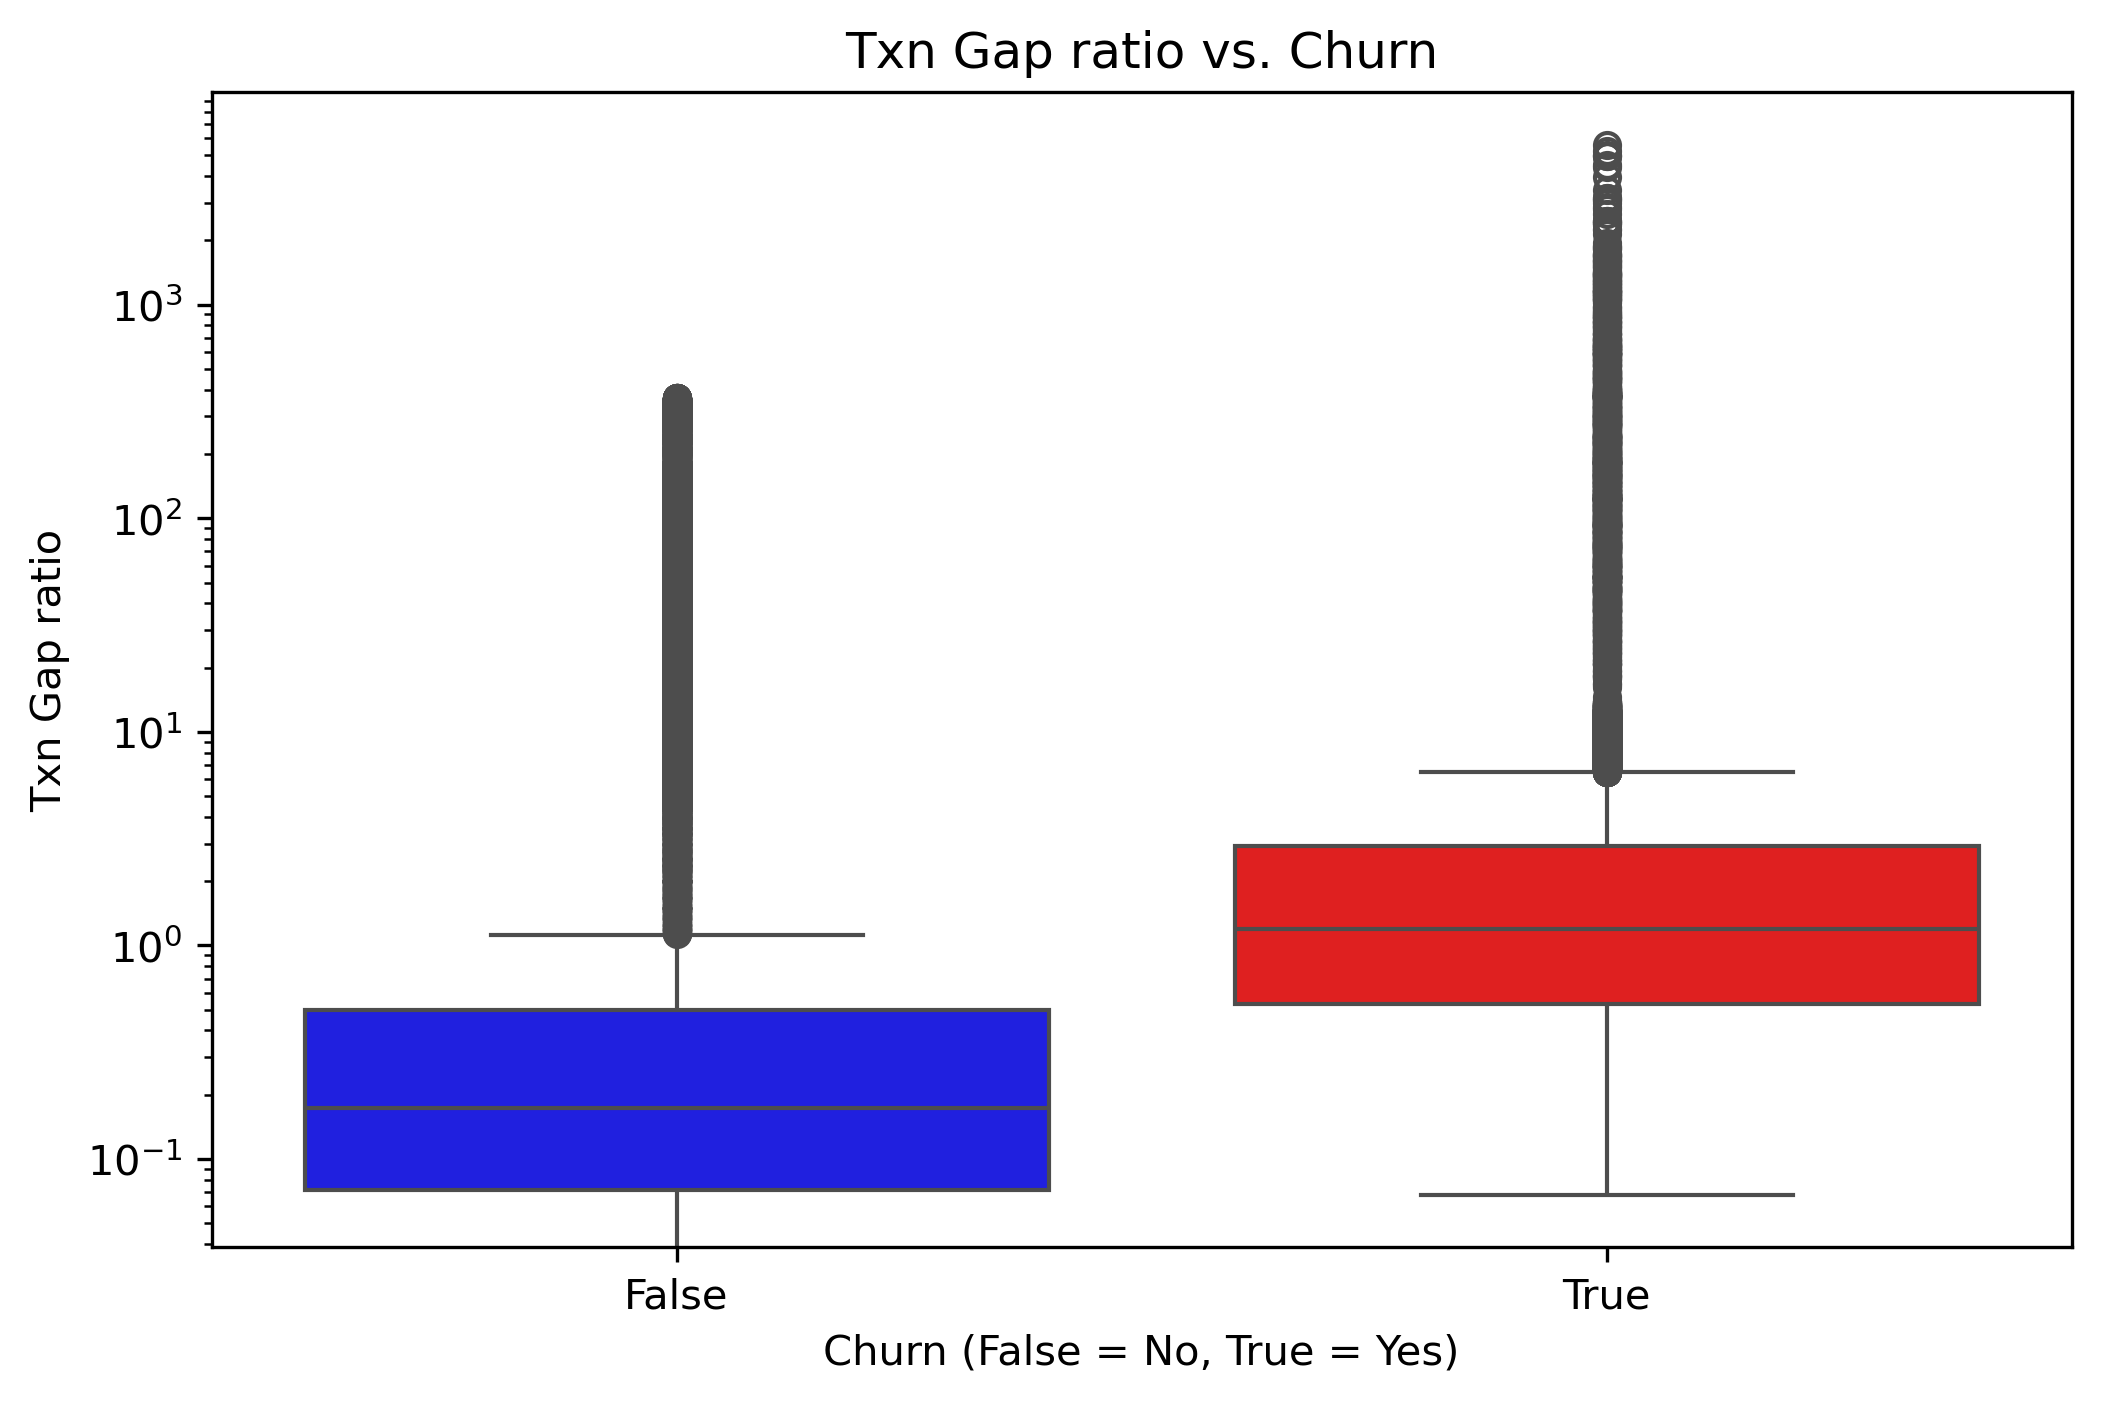 Txn Gap ratio vs. Churn
Txn Gap ratio
10³
10²
10¹
10⁰
10⁻¹
False
True
Churn (False = No, True = Yes)